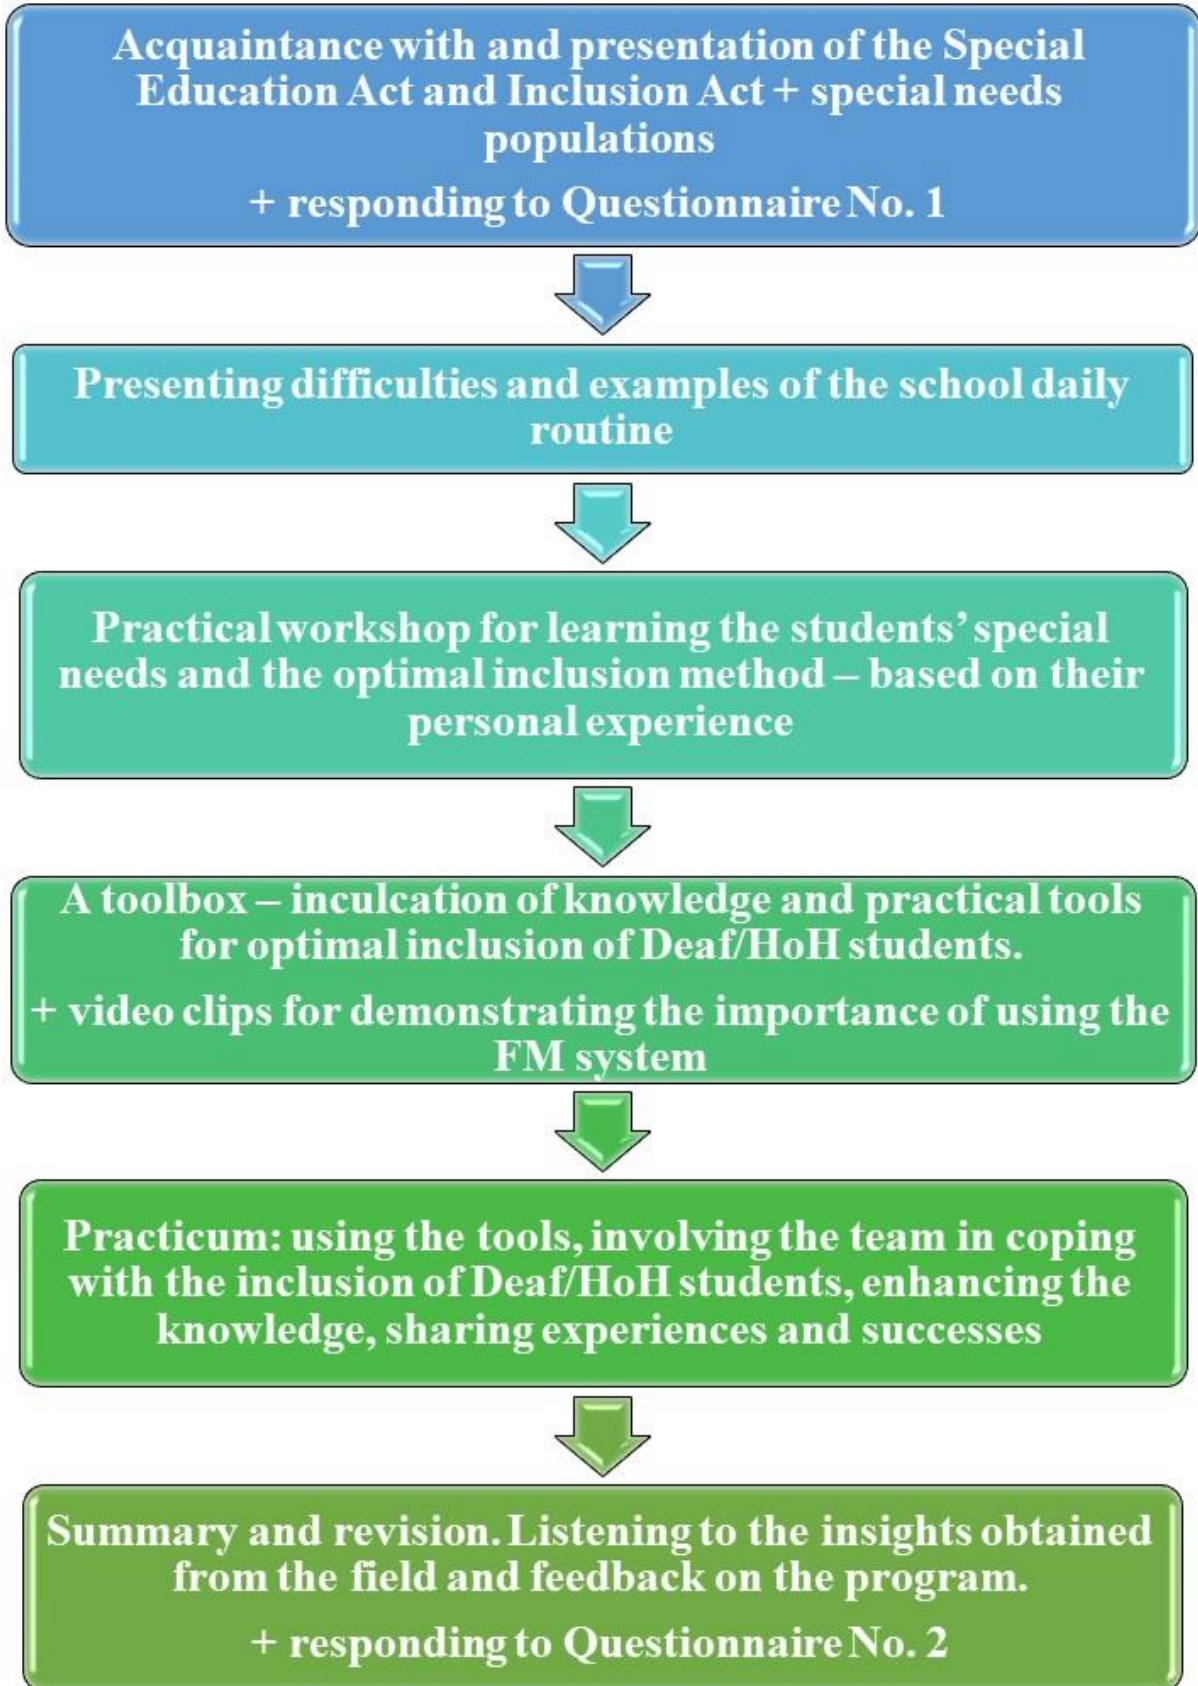 Acquaintance with and presentation of the Special
Education Act and Inclusion Act + special needs
populations
+ responding to Questionnaire No. 1
Presenting difficulties and examples of the school daily
routine
Practical workshop for learning the students’ special
needs and the optimal inclusion method – based on their
personal experience
A toolbox – inculcation of knowledge and practical tools
for optimal inclusion of Deaf/HoH students.
+ video clips for demonstrating the importance of using the
FM system
Practicum: using the tools, involving the team in coping
with the inclusion of Deaf/HoH students, enhancing the
knowledge, sharing experiences and successes
Summary and revision. Listening to the insights obtained
from the field and feedback on the program.
+ responding to Questionnaire No. 2